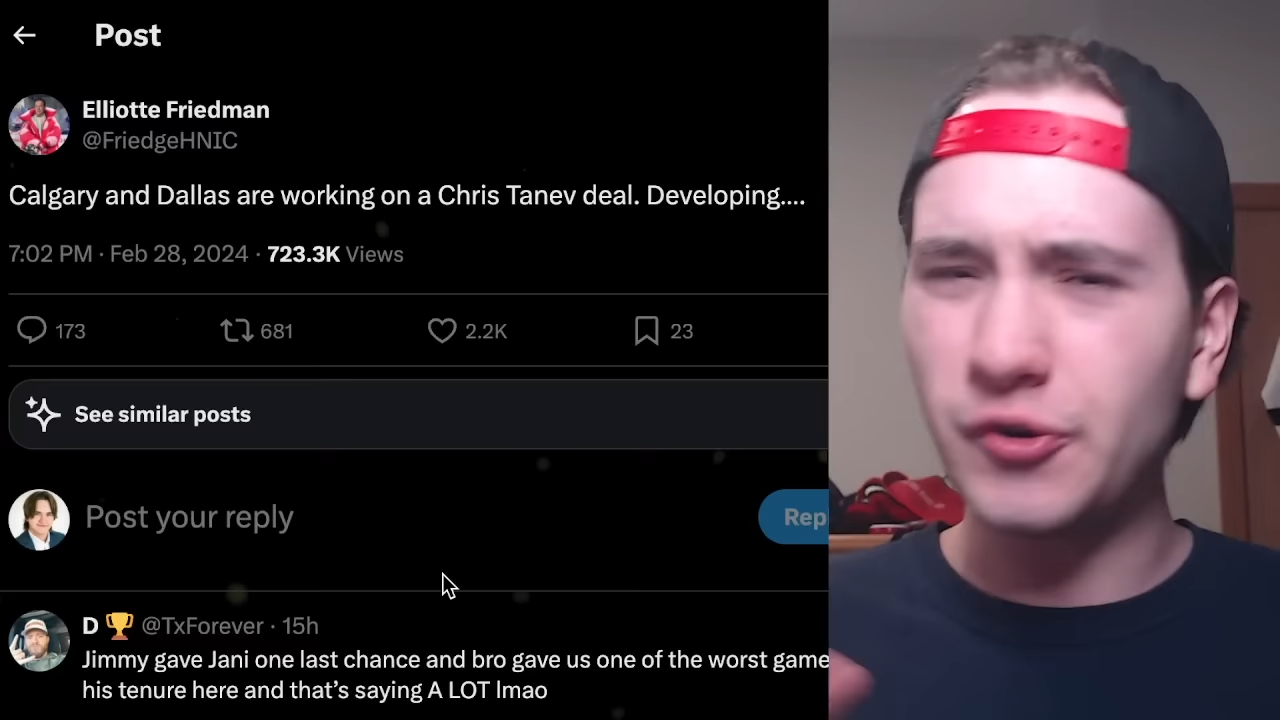 Post
Elliotte Friedman
@FriedgeHNIC
Calgary and Dallas are working on a Chris Tanev deal. Developing....
7:02 PM · Feb 28, 2024 · 723.3K Views
173 681 2.2K 23
See similar posts
Post your reply
Rep
D 🏆 @TxForever · 15h
Jimmy gave Jani one last chance and bro gave us one of the worst game
his tenure here and that's saying A LOT lmao